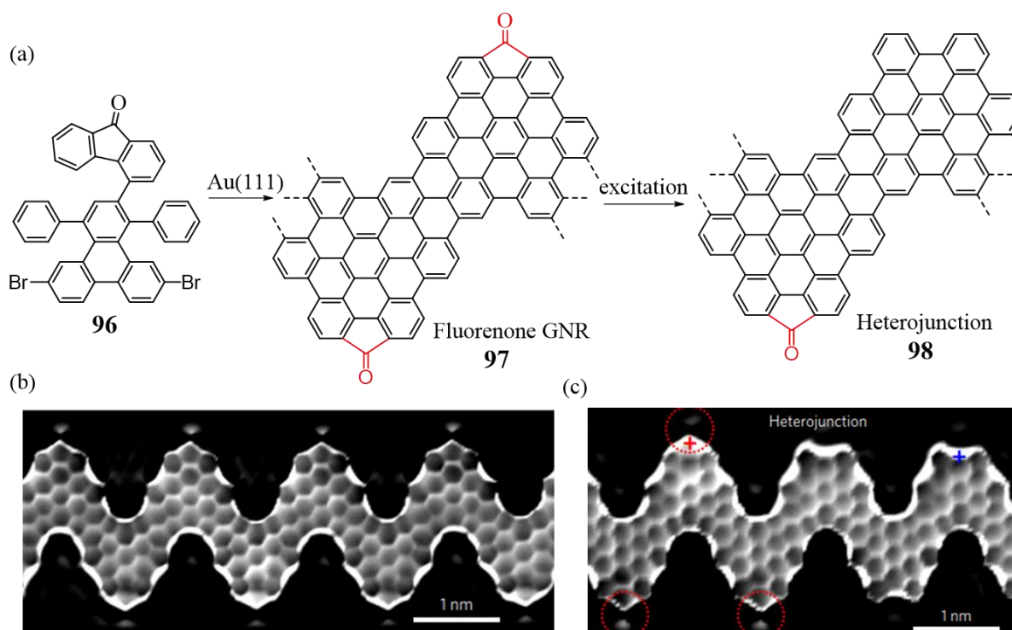 (a)
O
Br
Br
96
Au(111)
O
O
Fluorenone GNR
97
excitation
O
Heterojunction
98
(b)
1 nm
(c)
Heterojunction
1 nm